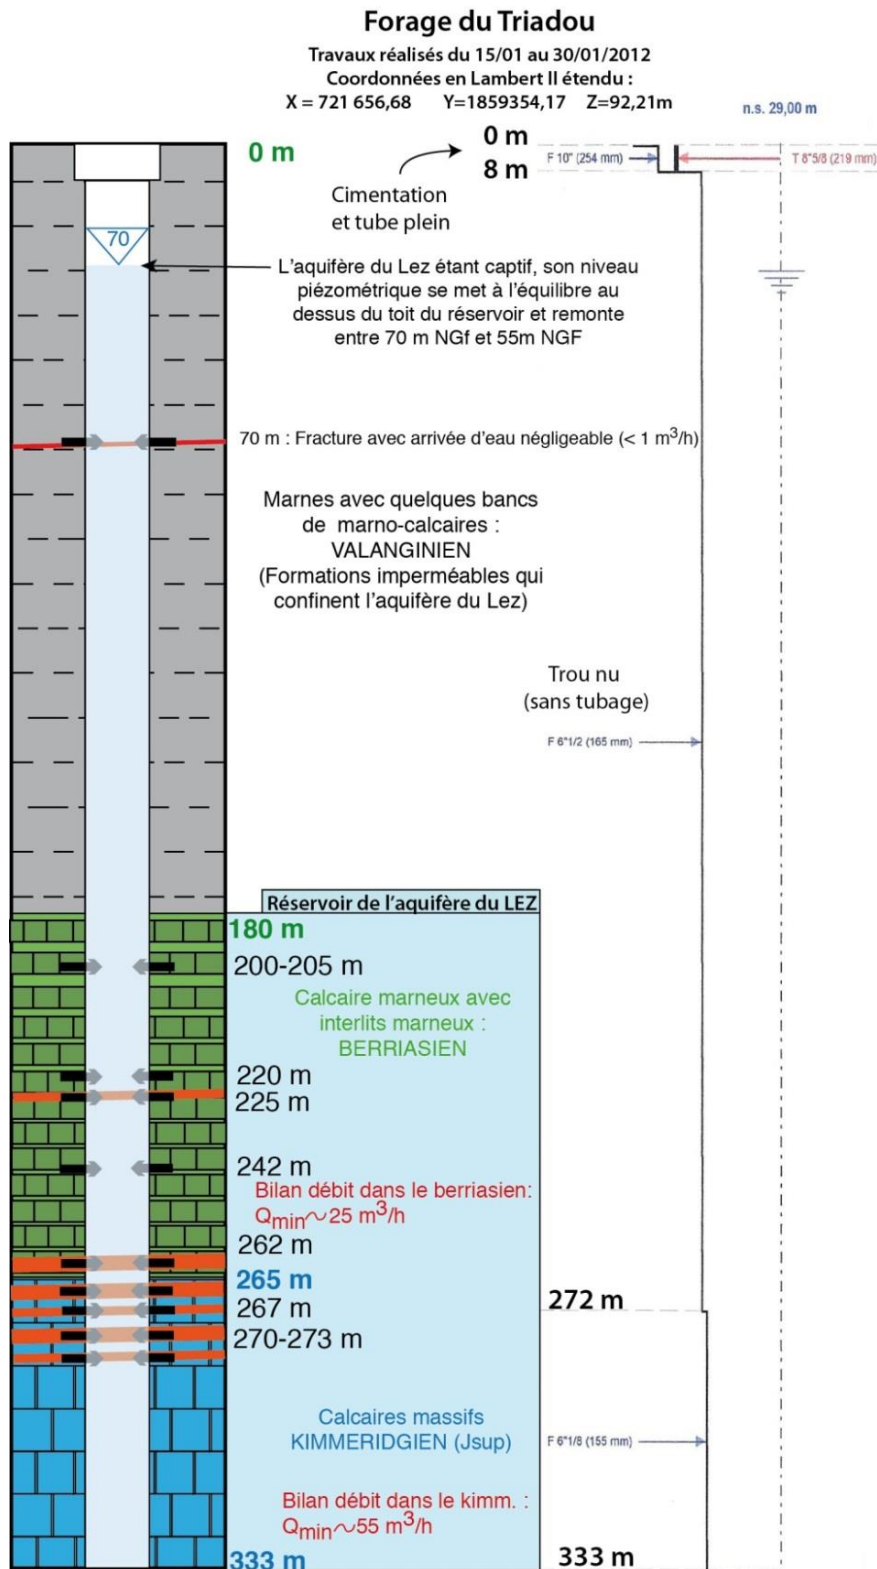 Forage du Triadou
Travaux réalisés du 15/01 au 30/01/2012
Coordonnées en Lambert II étendu :
X = 721 656,68 Y=1859354,17 Z=92,21m
n.s. 29,00 m
0 m
0 m
8 m
F 10" (254 mm)
T 8"5/8 (219 mm)
Cimentation
et tube plein
70
L'aquifère du Lez étant captif, son niveau
piézométrique se met à l'équilibre au
dessus du toit du réservoir et remonte
entre 70 m NGf et 55m NGF
70 m : Fracture avec arrivée d'eau négligeable (< 1 m³/h)
Marnes avec quelques bancs
de marno-calcaires :
VALANGINIEN
(Formations imperméables qui
confinent l'aquifère du Lez)
Trou nu
(sans tubage)
F 6"1/2 (165 mm)
Réservoir de l'aquifère du LEZ
180 m
200-205 m
Calcaire marneux avec
interlits marneux :
BERRIASIEN
220 m
225 m
242 m
Bilan débit dans le berriasien:
Qmin~25 m³/h
262 m
265 m
267 m
272 m
270-273 m
Calcaires massifs
KIMMERIDGIEN (Jsup)
F 6"1/8 (155 mm)
Bilan débit dans le kimm. :
Qmin~55 m³/h
333 m
333 m